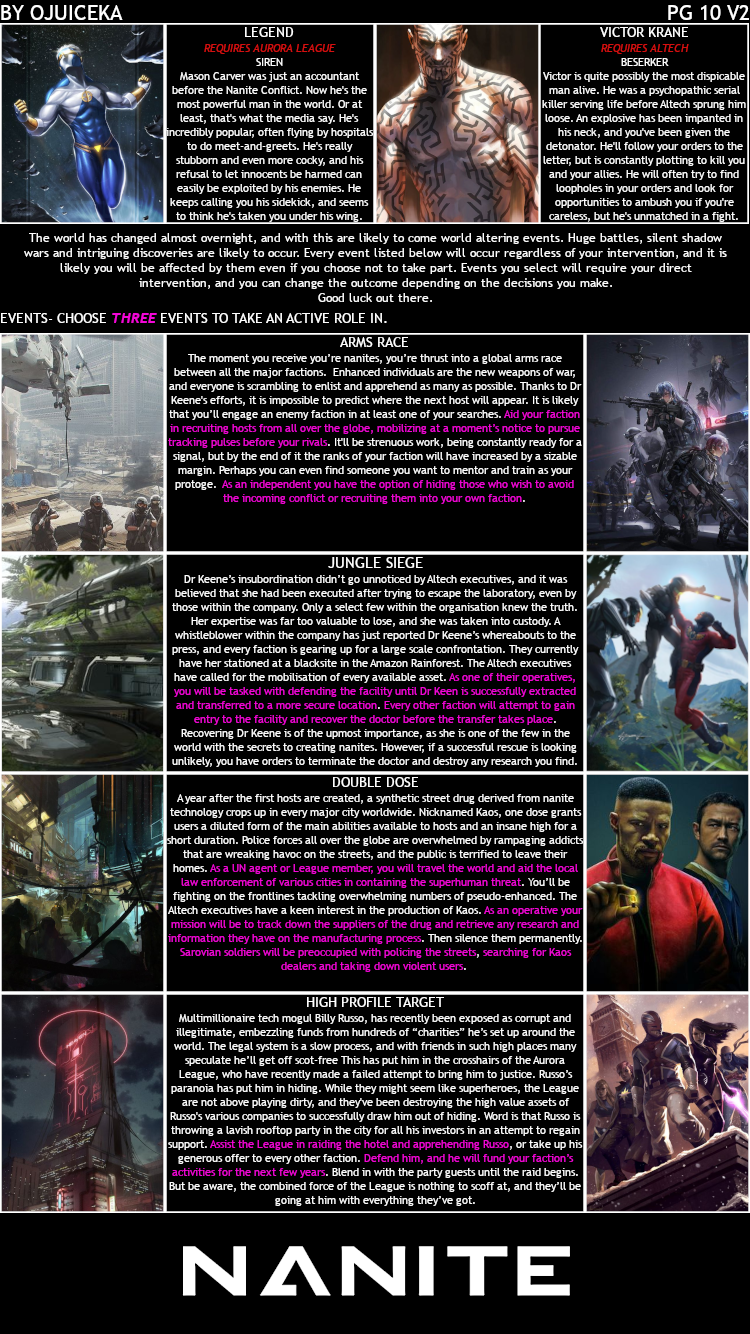 BY OJUICEKA
PG 10 V2
LEGEND
REQUIRES AURORA LEAGUE
SIREN
Mason Carver was just an accountant
before the Nanite Conflict. Now he's the
most powerful man in the world. Or at
least, that's what the media say. He's
incredibly popular, often flying by hospitals
to do meet-and-greets. He's really
stubborn and even more cocky, and his
refusal to let innocents be harmed can
easily be exploited by his enemies. He
keeps calling you his sidekick, and seems
to think he's taken you under his wing.
VICTOR KRANE
REQUIRES ALTECH
BESERKER
Victor is quite possibly the most dispicable
man alive. He was a psychopathic serial
killer serving life before Altech sprung him
loose. An explosive has been impanted in
his neck, and you've been given the
detonator. He'll follow your orders to the
letter, but is constantly plotting to kill you
and your allies. He will often try to find
loopholes in your orders and look for
opportunities to ambush you if you're
careless, but he's unmatched in a fight.
The world has changed almost overnight, and with this are likely to come world altering events. Huge battles, silent shadow
wars and intriguing discoveries are likely to occur. Every event listed below will occur regardless of your intervention, and it is
likely you will be affected by them even if you choose not to take part. Events you select will require your direct
intervention, and you can change the outcome depending on the decisions you make.
Good luck out there.
EVENTS- CHOOSE THREE EVENTS TO TAKE AN ACTIVE ROLE IN.
ARMS RACE
The moment you receive you're nanites, you're thrust into a global arms race
between all the major factions. Enhanced individuals are the new weapons of war,
and everyone is scrambling to enlist and apprehend as many as possible. Thanks to Dr
Keene's efforts, it is impossible to predict where the next host will appear. It is likely
that you'll engage an enemy faction in at least one of your searches. Aid your faction
in recruiting hosts from all over the globe, mobilizing at a moment's notice to pursue
tracking pulses before your rivals. It'll be strenuous work, being constantly ready for a
signal, but by the end of it the ranks of your faction will have increased by a sizable
margin. Perhaps you can even find someone you want to mentor and train as your
protoge. As an independent you have the option of hiding those who wish to avoid
the incoming conflict or recruiting them into your own faction.
JUNGLE SIEGE
Dr Keene's insubordination didn't go unnoticed by Altech executives, and it was
believed that she had been executed after trying to escape the laboratory, even by
those within the company. Only a select few within the organisation knew the truth.
Her expertise was far too valuable to lose, and she was taken into custody. A
whistleblower within the company has just reported Dr Keene's whereabouts to the
press, and every faction is gearing up for a large scale confrontation. They currently
have her stationed at a blacksite in the Amazon Rainforest. The Altech executives
have called for the mobilisation of every available asset. As one of their operatives,
you will be tasked with defending the facility until Dr Keen is successfully extracted
and transferred to a more secure location. Every other faction will attempt to gain
entry to the facility and recover the doctor before the transfer takes place.
Recovering Dr Keene is of the upmost importance, as she is one of the few in the
world with the secrets to creating nanites. However, if a successful rescue is looking
unlikely, you have orders to terminate the doctor and destroy any research you find.
DOUBLE DOSE
A year after the first hosts are created, a synthetic street drug derived from nanite
technology crops up in every major city worldwide. Nicknamed Kaos, one dose grants
users a diluted form of the main abilities available to hosts and an insane high for a
short duration. Police forces all over the globe are overwhelmed by rampaging addicts
that are wreaking havoc on the streets, and the public is terrified to leave their
homes. As a UN agent or League member, you will travel the world and aid the local
law enforcement of various cities in containing the superhuman threat. You'll be
fighting on the frontlines tackling overwhelming numbers of pseudo-enhanced. The
Altech executives have a keen interest in the production of Kaos. As an operative your
mission will be to track down the suppliers of the drug and retrieve any research and
information they have on the manufacturing process. Then silence them permanently.
Sarovian soldiers will be preoccupied with policing the streets, searching for Kaos
dealers and taking down violent users.
HIGH PROFILE TARGET
Multimillionaire tech mogul Billy Russo, has recently been exposed as corrupt and
illegitimate, embezzling funds from hundreds of "charities" he's set up around the
world. The legal system is a slow process, and with friends in such high places many
speculate he'll get off scot-free This has put him in the crosshairs of the Aurora
League, who have recently made a failed attempt to bring him to justice. Russo's
paranoia has put him in hiding. While they might seem like superheroes, the League
are not above playing dirty, and they've been destroying the high value assets of
Russo's various companies to successfully draw him out of hiding. Word is that Russo is
throwing a lavish rooftop party in the city for all his investors in an attempt to regain
support. Assist the League in raiding the hotel and apprehending Russo, or take up his
generous offer to every other faction. Defend him, and he will fund your faction's
activities for the next few years. Blend in with the party guests until the raid begins.
But be aware, the combined force of the League is nothing to scoff at, and they'll be
going at him with everything they've got.
NANITE